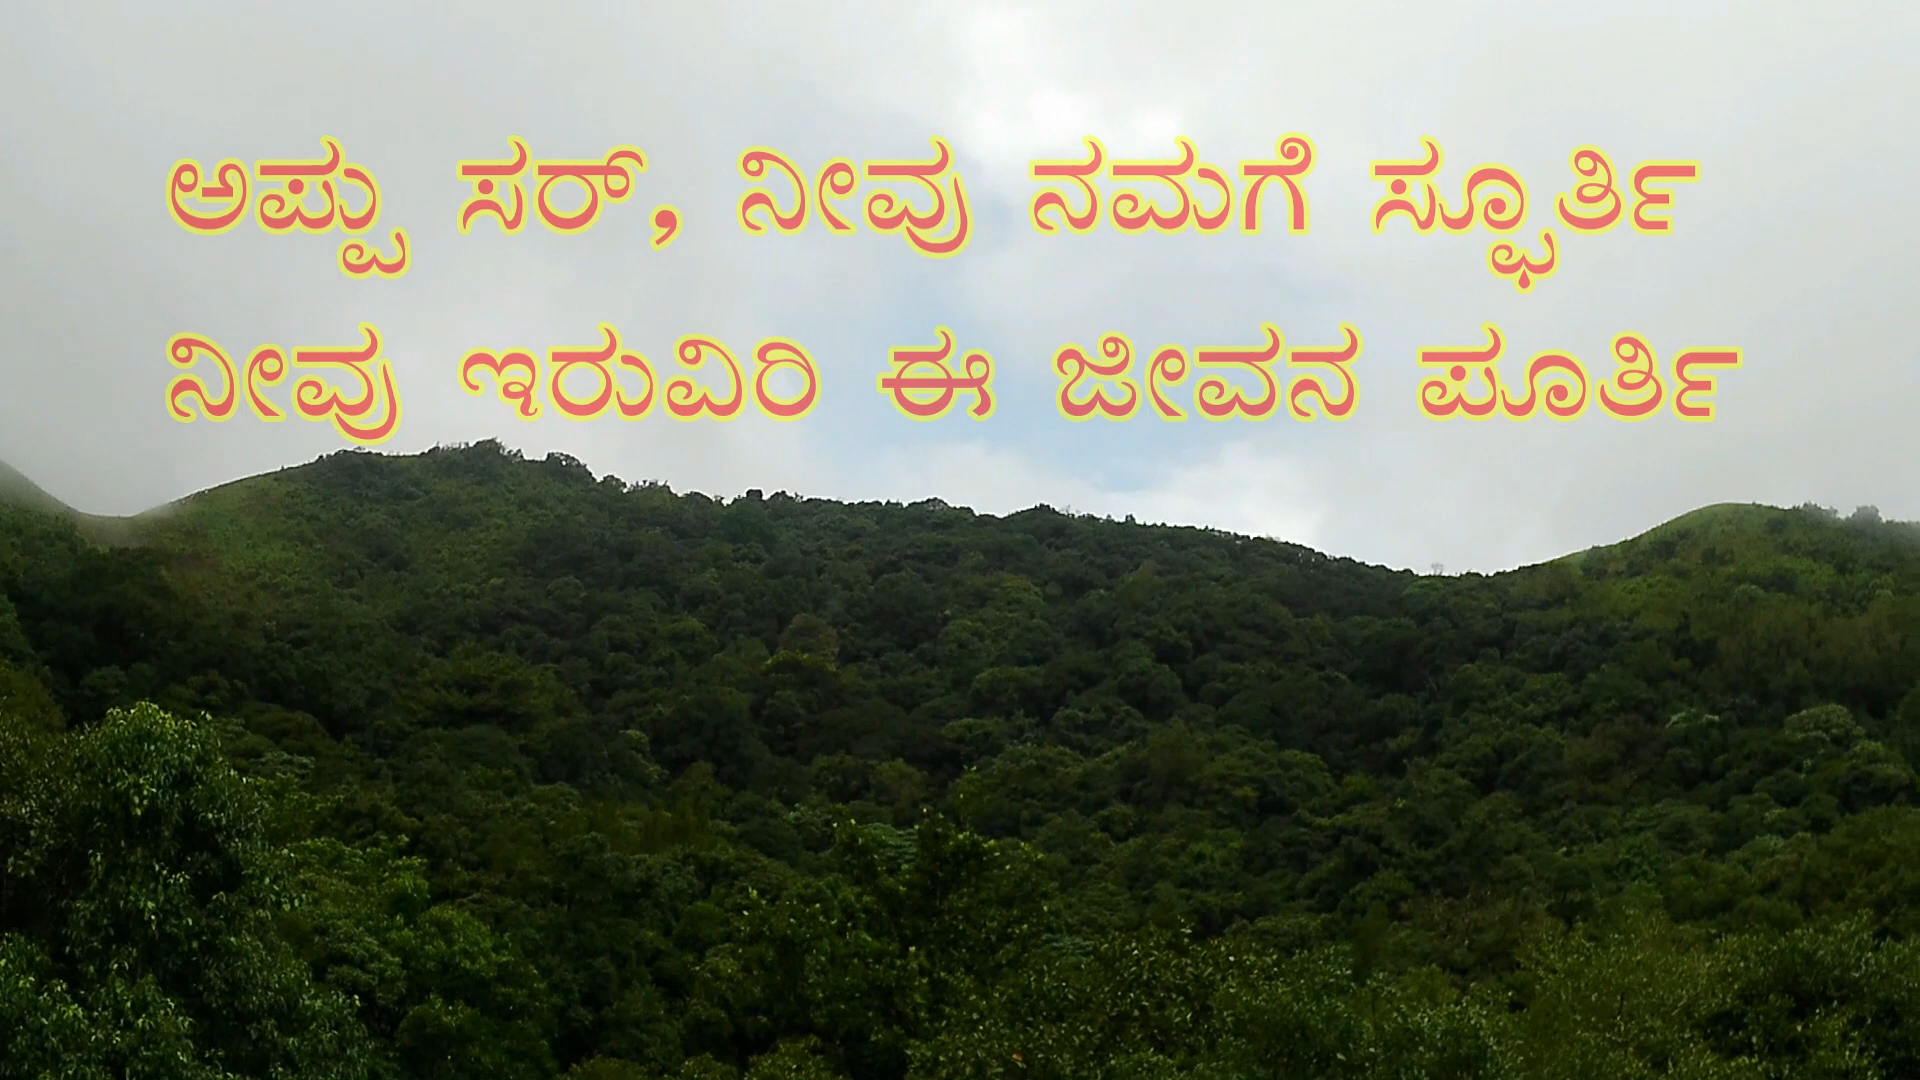 ಅಪ್ಪು ಸರ್, ನೀವು ನಮಗೆ ಸ್ಫೂರ್ತಿ
ನೀವು ಇರುವಿರಿ ಈ ಜೀವನ ಪೂರ್ತಿ